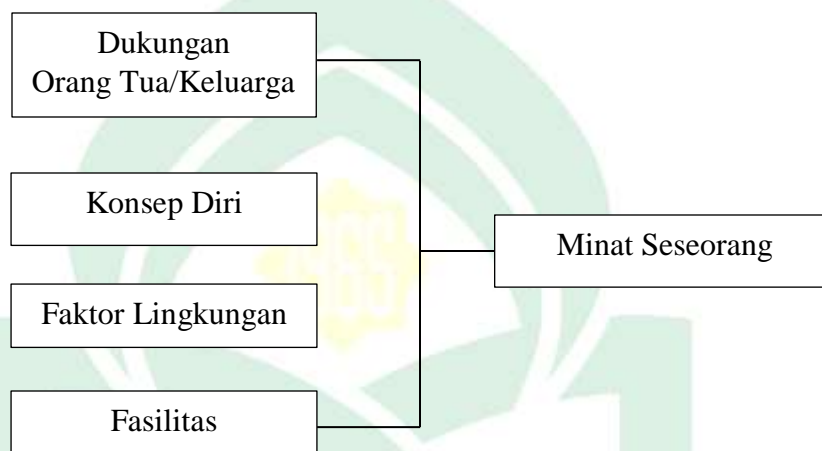 Dukungan
Orang Tua/Keluarga
Konsep Diri
Minat Seseorang
Faktor Lingkungan
Fasilitas